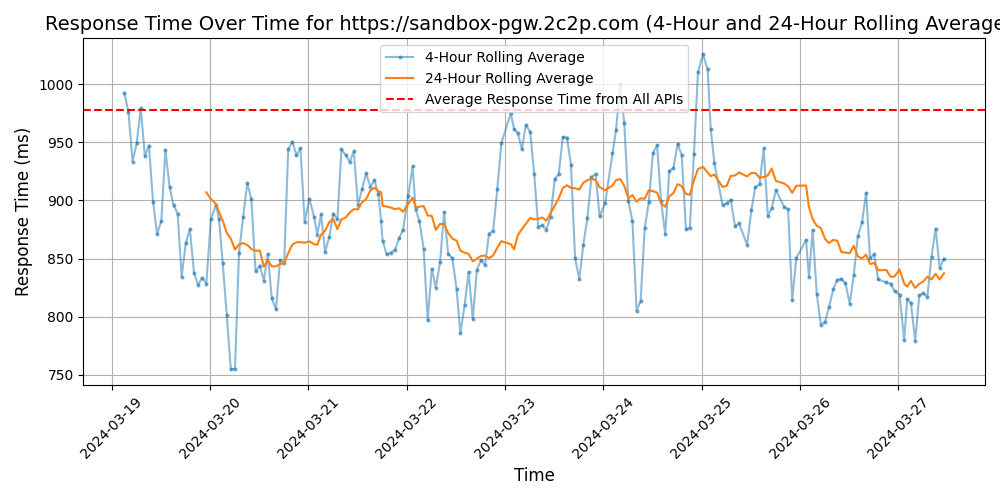 Response Time Over Time for https://sandbox-pgw.2c2p.com (4-Hour and 24-Hour Rolling Average
4-Hour Rolling Average
24-Hour Rolling Average
Average Response Time from All APIs
Response Time (ms)
1000
950
900
850
800
750
2024-03-19
2024-03-20
2024-03-21
2024-03-22
2024-03-23
2024-03-24
2024-03-25
2024-03-26
2024-03-27
Time